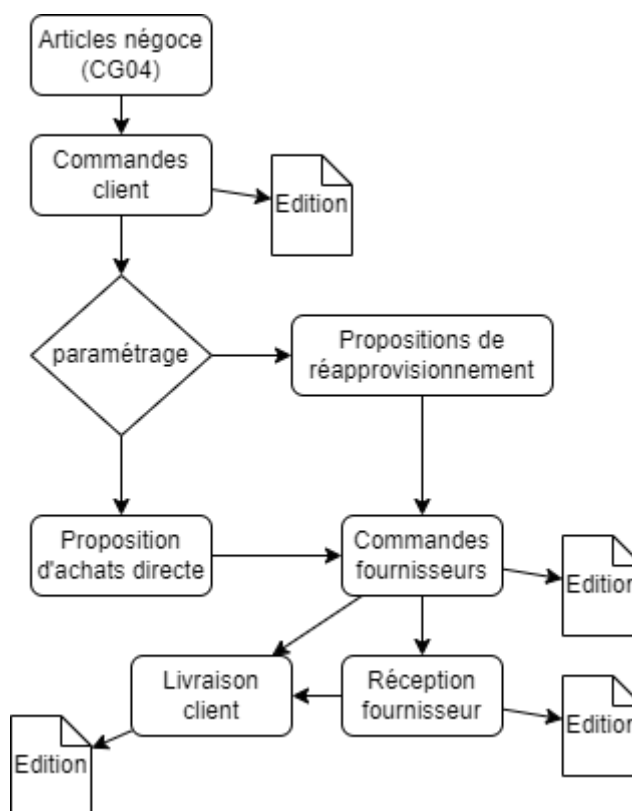 Articles négoce
(CG04)
Commandes
client
Edition
paramétrage
Propositions de
réapprovisionnement
Proposition
d'achats directe
Commandes
fournisseurs
Edition
Livraison
client
Réception
fournisseur
Edition
Edition